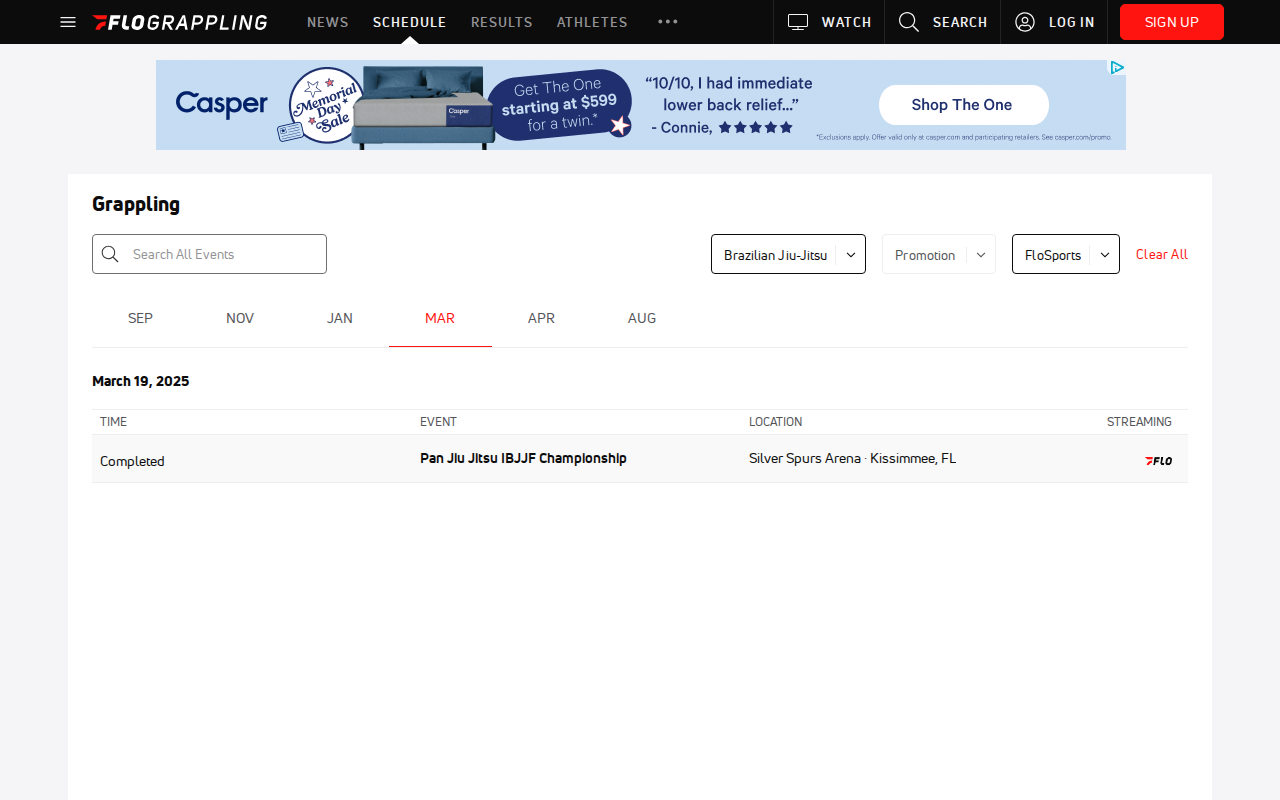 FLOGRAPPLING NEWS SCHEDULE RESULTS ATHLETES WATCH SEARCH LOG IN SIGN UP
Casper
Memorial
Day
Sale
Casper
Get The One
starting at $599
for a twin.*
“10/10, I had immediate
lower back relief...”
- Connie,
Shop The One
*Exclusions apply. Offer valid only at casper.com and participating retailers. See casper.com/promo.
Grappling
Search All Events
Brazilian Jiu-Jitsu
Promotion
FloSports
Clear All
SEP NOV JAN MAR APR AUG
March 19, 2025
TIME EVENT LOCATION STREAMING
Completed Pan Jiu Jitsu IBJJF Championship Silver Spurs Arena · Kissimmee, FL FLO